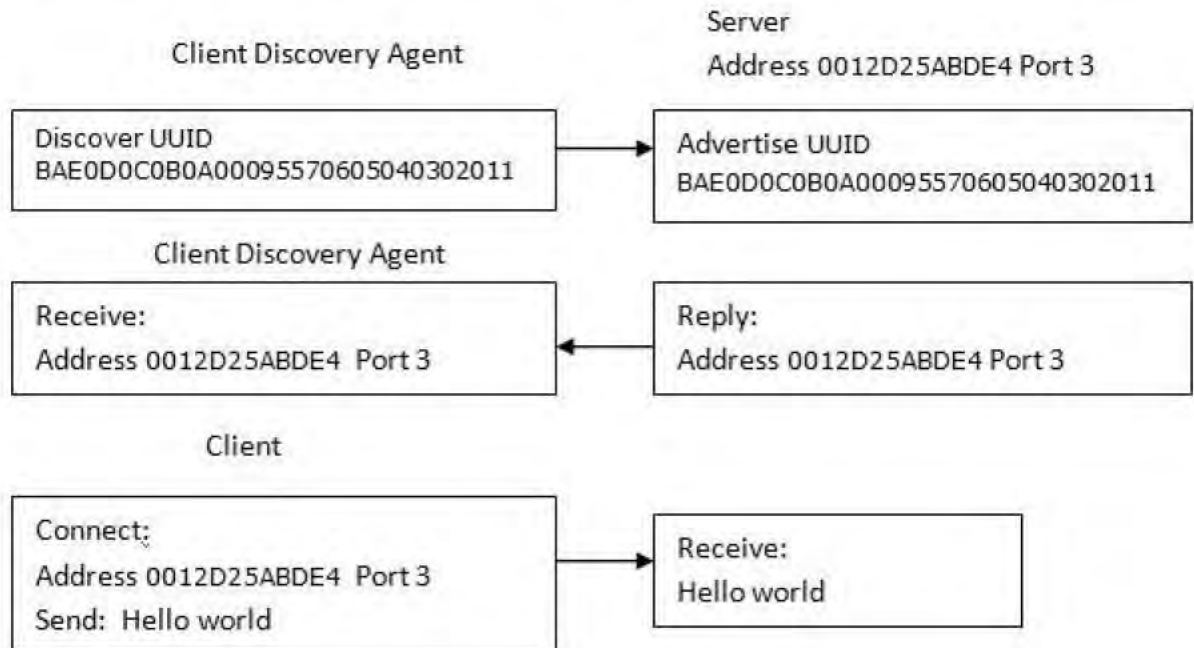 Client Discovery Agent
Server
Address 0012D25ABDE4 Port 3
Discover UUID
BAE0D0C0B0A000955706050403020​11
Advertise UUID
BAE0D0C0B0A00095570605040302011
Client Discovery Agent
Receive:
Address 0012D25ABDE4 Port 3
Reply:
Address 0012D25ABDE4 Port 3
Client
Connect:
Address 0012D25ABDE4 Port 3
Send: Hello world
Receive:
Hello world